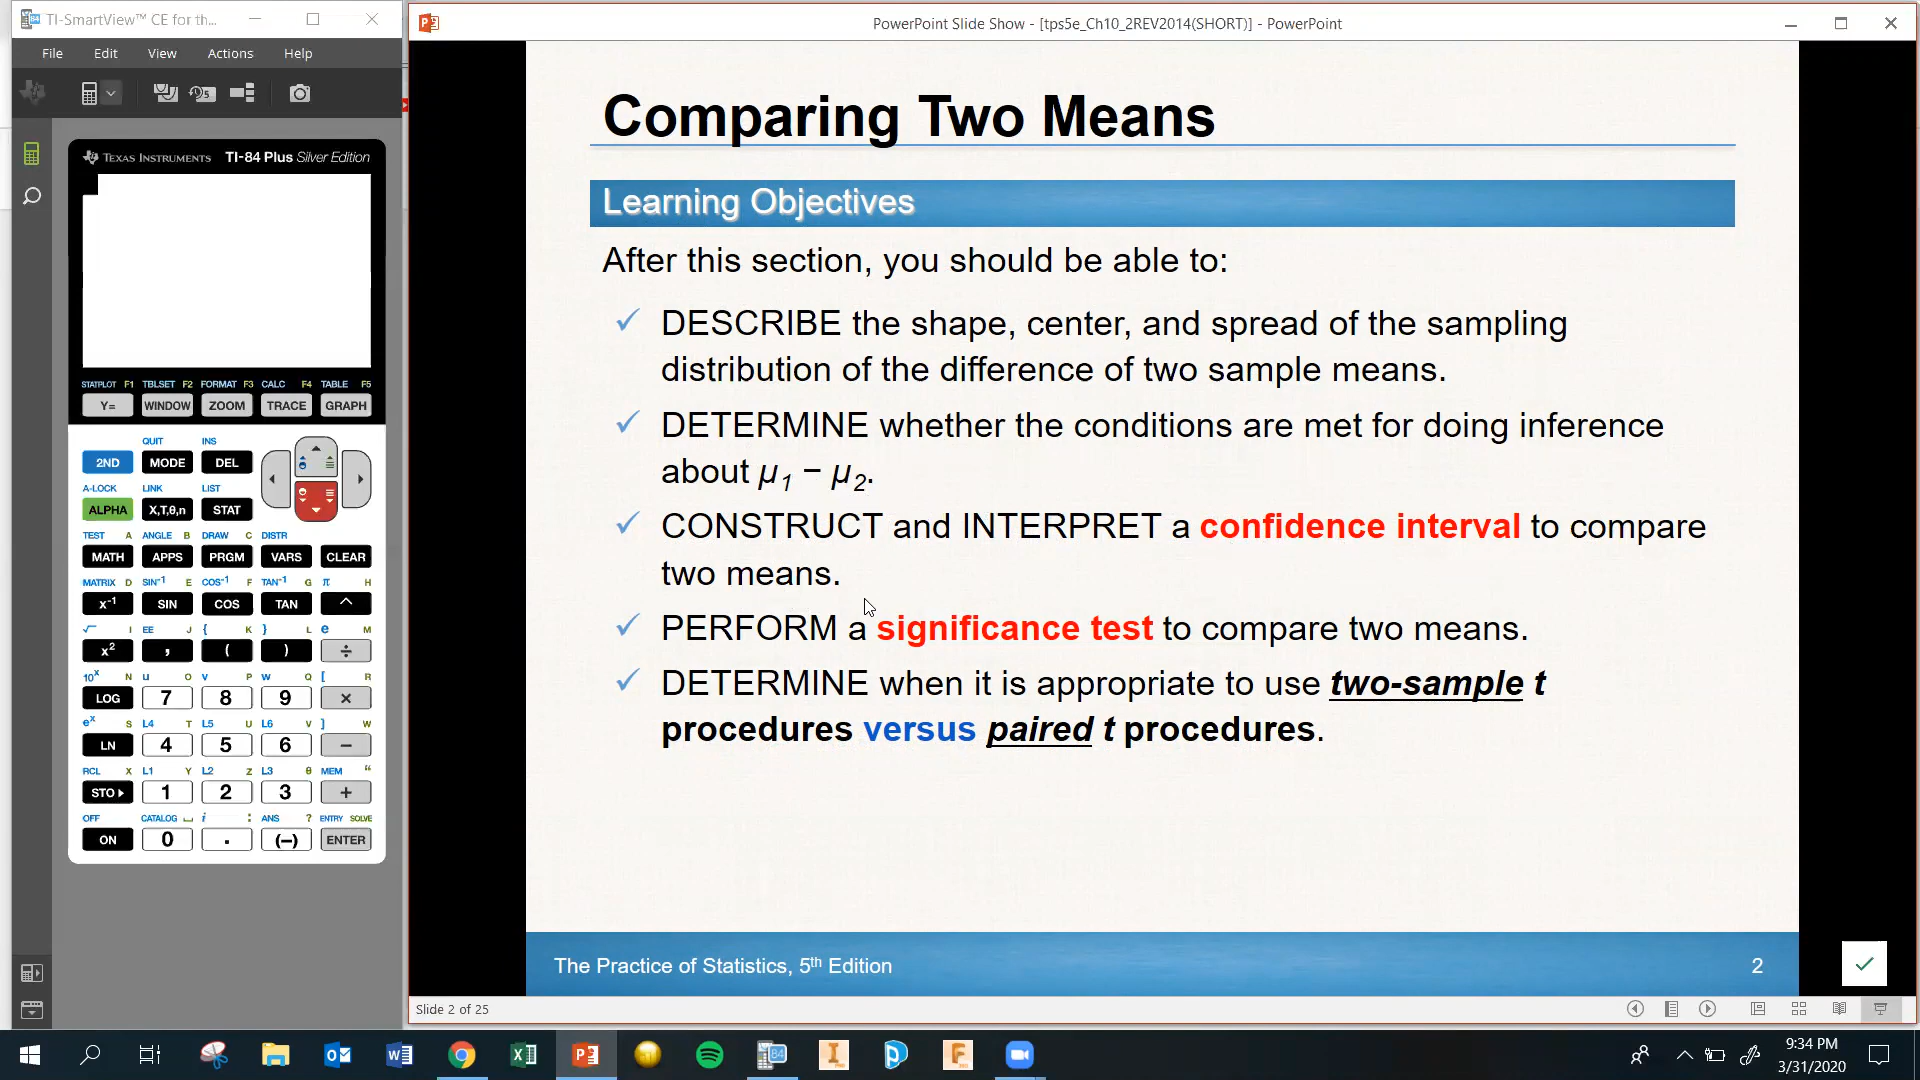 TI-SmartView™ CE for th...
File Edit View Actions Help
TEXAS INSTRUMENTS TI-84 Plus Silver Edition
STATPLOT F1 TBLSET F2 FORMAT F3 CALC F4 TABLE F5
Y= WINDOW ZOOM TRACE GRAPH
QUIT INS
2ND MODE DEL
A-LOCK LINK LIST
ALPHA X,T,θ,n STAT
TEST A ANGLE B DRAW C DISTR
MATH APPS PRGM VARS CLEAR
MATRIX D SIN⁻¹ E COS⁻¹ F TAN⁻¹ G π H
x⁻¹ SIN COS TAN ^
√ I EE J { K } L e M
x² , ( ) ÷
10ˣ N u O v P w Q [ R
LOG 7 8 9 ×
eˣ S L4 T L5 U L6 V ] W
LN 4 5 6 −
RCL X L1 Y L2 Z L3 θ MEM "
STO▸ 1 2 3 +
OFF CATALOG ⎵ i : ANS ? ENTRY SOLVE
ON 0 . (−) ENTER
PowerPoint Slide Show - [tps5e_Ch10_2REV2014(SHORT)] - PowerPoint
Comparing Two Means
Learning Objectives
After this section, you should be able to:
✓ DESCRIBE the shape, center, and spread of the sampling
distribution of the difference of two sample means.
✓ DETERMINE whether the conditions are met for doing inference
about µ₁ − µ₂.
✓ CONSTRUCT and INTERPRET a confidence interval to compare
two means.
✓ PERFORM a significance test to compare two means.
✓ DETERMINE when it is appropriate to use two-sample t
procedures versus paired t procedures.
The Practice of Statistics, 5th Edition 2
Slide 2 of 25
9:34 PM
3/31/2020